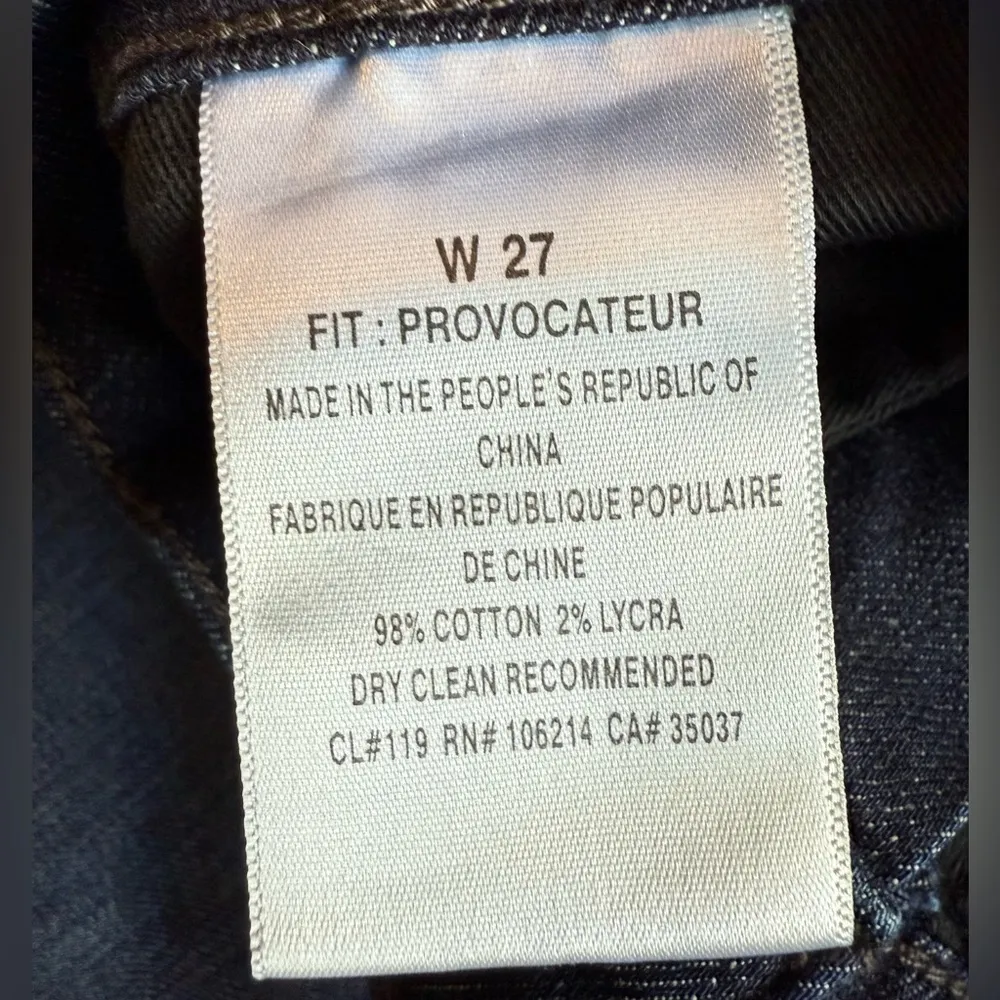 W 27
FIT : PROVOCATEUR
MADE IN THE PEOPLE'S REPUBLIC OF
CHINA
FABRIQUE EN REPUBLIQUE POPULAIRE
DE CHINE
98% COTTON 2% LYCRA
DRY CLEAN RECOMMENDED
CL#119 RN# 106214 CA# 35037